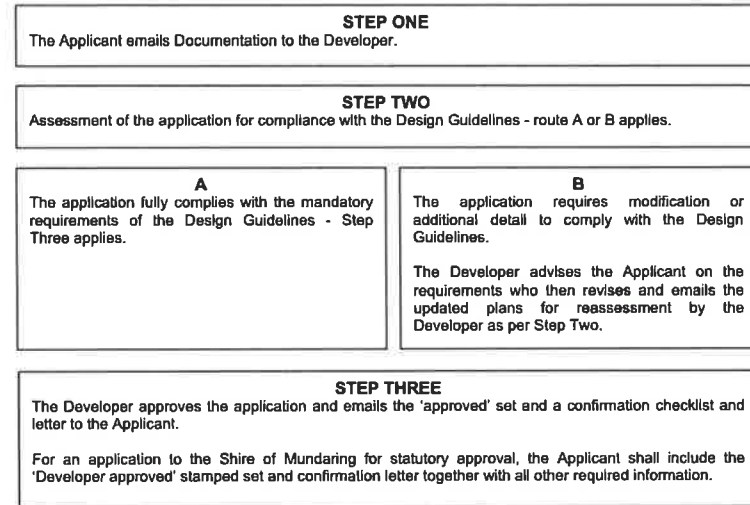 STEP ONE
The Applicant emails Documentation to the Developer.
STEP TWO
Assessment of the application for compliance with the Design Guidelines - route A or B applies.
A
The application fully complies with the mandatory
requirements of the Design Guidelines - Step
Three applies.
B
The application requires modification or
additional detail to comply with the Design
Guidelines.
The Developer advises the Applicant on the
requirements who then revises and emails the
updated plans for reassessment by the
Developer as per Step Two.
STEP THREE
The Developer approves the application and emails the ‘approved’ set and a confirmation checklist and
letter to the Applicant.
For an application to the Shire of Mundaring for statutory approval, the Applicant shall include the
‘Developer approved’ stamped set and confirmation letter together with all other required information.